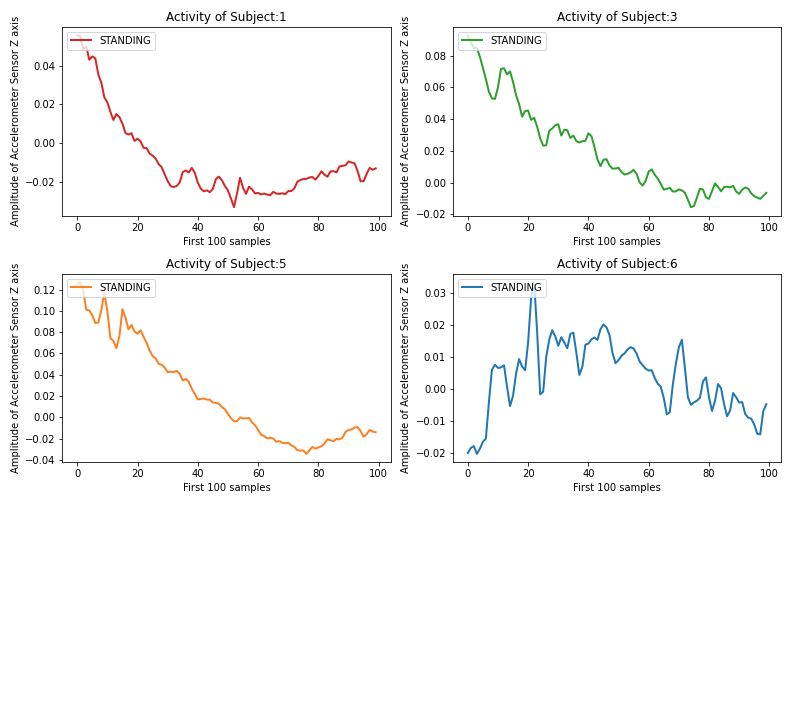 Activity of Subject:1
Amplitude of Accelerometer Sensor Z axis
STANDING
0.04
0.02
0.00
−0.02
0 20 40 60 80 100
First 100 samples
Activity of Subject:3
Amplitude of Accelerometer Sensor Z axis
STANDING
0.08
0.06
0.04
0.02
0.00
−0.02
0 20 40 60 80 100
First 100 samples
Activity of Subject:5
Amplitude of Accelerometer Sensor Z axis
STANDING
0.12
0.10
0.08
0.06
0.04
0.02
0.00
−0.02
−0.04
0 20 40 60 80 100
First 100 samples
Activity of Subject:6
Amplitude of Accelerometer Sensor Z axis
STANDING
0.03
0.02
0.01
0.00
−0.01
−0.02
0 20 40 60 80 100
First 100 samples